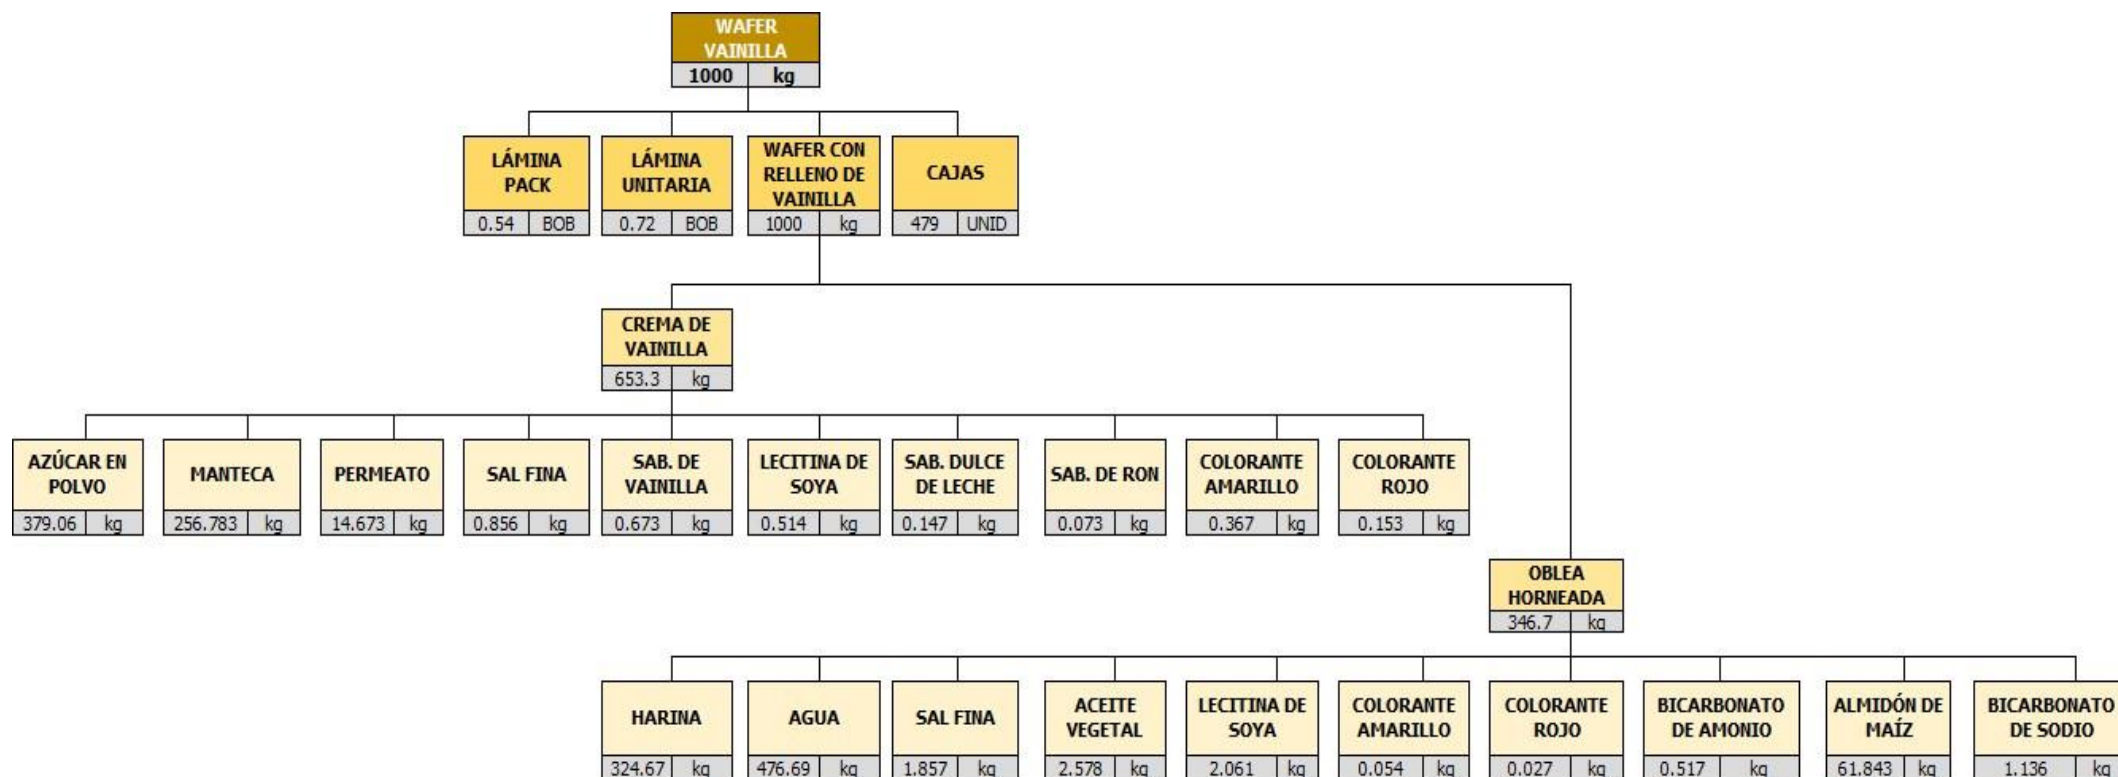 WAFER
VAINILLA
1000 kg
LÁMINA
PACK
0.54 BOB
LÁMINA
UNITARIA
0.72 BOB
WAFER CON
RELLENO DE
VAINILLA
1000 kg
CAJAS
479 UNID
CREMA DE
VAINILLA
653.3 kg
AZÚCAR EN
POLVO
379.06 kg
MANTECA
256.783 kg
PERMEATO
14.673 kg
SAL FINA
0.856 kg
SAB. DE
VAINILLA
0.673 kg
LECITINA DE
SOYA
0.514 kg
SAB. DULCE
DE LECHE
0.147 kg
SAB. DE RON
0.073 kg
COLORANTE
AMARILLO
0.367 kg
COLORANTE
ROJO
0.153 kg
OBLEA
HORNEADA
346.7 kg
HARINA
324.67 kg
AGUA
476.69 kg
SAL FINA
1.857 kg
ACEITE
VEGETAL
2.578 kg
LECITINA DE
SOYA
2.061 kg
COLORANTE
AMARILLO
0.054 kg
COLORANTE
ROJO
0.027 kg
BICARBONATO
DE AMONIO
0.517 kg
ALMIDÓN DE
MAÍZ
61.843 kg
BICARBONATO
DE SODIO
1.136 kg